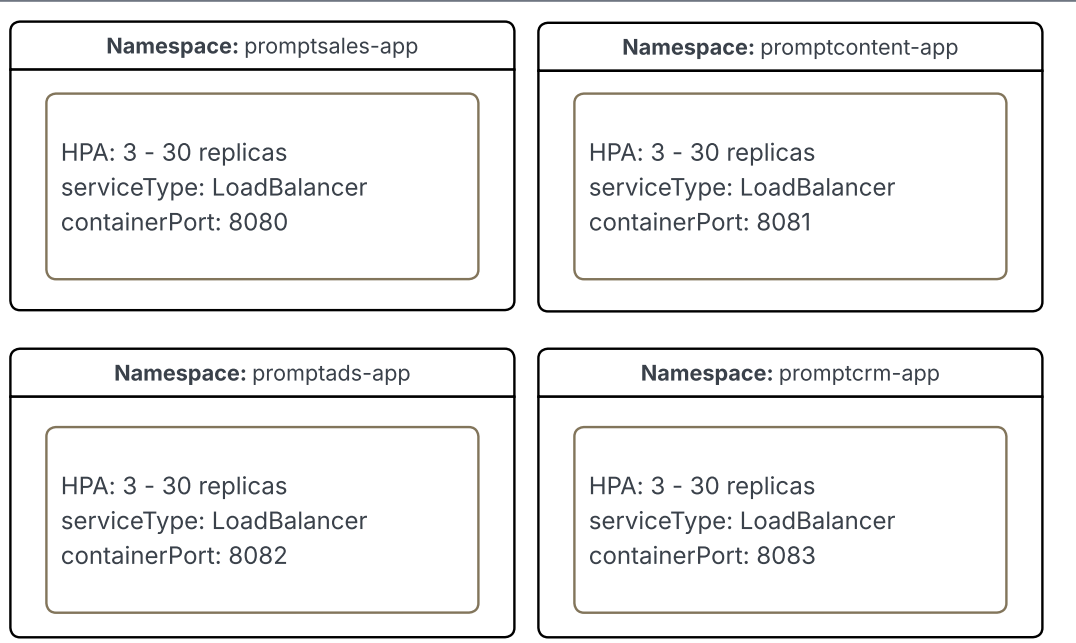 Namespace: promptsales-app
HPA: 3 - 30 replicas
serviceType: LoadBalancer
containerPort: 8080
Namespace: promptcontent-app
HPA: 3 - 30 replicas
serviceType: LoadBalancer
containerPort: 8081
Namespace: promptads-app
HPA: 3 - 30 replicas
serviceType: LoadBalancer
containerPort: 8082
Namespace: promptcrm-app
HPA: 3 - 30 replicas
serviceType: LoadBalancer
containerPort: 8083